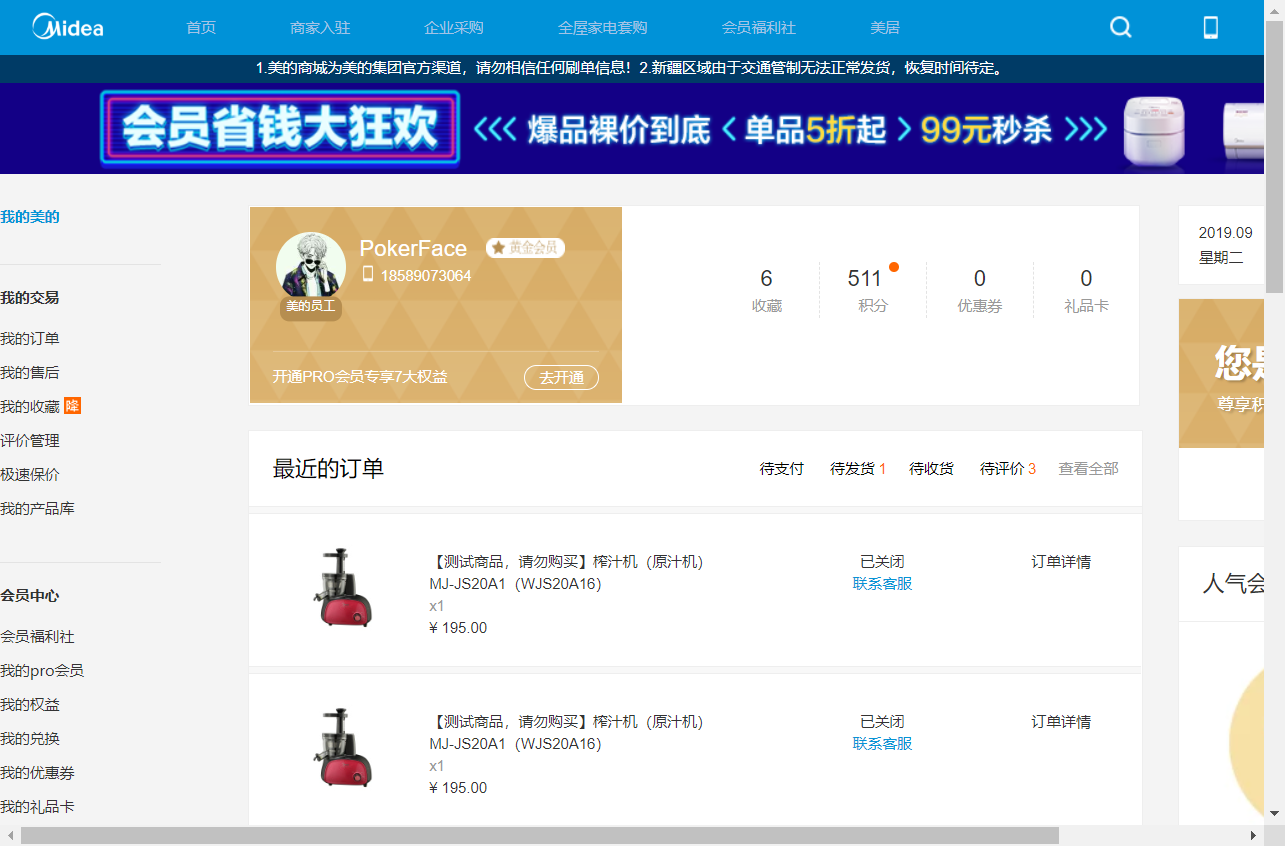 Midea 首页 商家入驻 企业采购 全屋家电套购 会员福利社 美居
1.美的商城为美的集团官方渠道，请勿相信任何刷单信息！2.新疆区域由于交通管制无法正常发货，恢复时间待定。
会员省钱大狂欢 <<< 爆品裸价到底 < 单品5折起 > 99元秒杀 >>>
我的美的
我的交易
我的订单
我的售后
我的收藏 降
评价管理
极速保价
我的产品库
会员中心
会员福利社
我的pro会员
我的权益
我的兑换
我的优惠券
我的礼品卡
PokerFace 黄金会员
18589073064
美的员工
开通PRO会员专享7大权益 去开通
6 511 0 0
收藏 积分 优惠券 礼品卡
最近的订单 待支付 待发货 1 待收货 待评价 3 查看全部
【测试商品，请勿购买】榨汁机（原汁机） 已关闭 订单详情
MJ-JS20A1（WJS20A16） 联系客服
x1
¥ 195.00
【测试商品，请勿购买】榨汁机（原汁机） 已关闭 订单详情
MJ-JS20A1（WJS20A16） 联系客服
x1
¥ 195.00
2019.09
星期二
您是
尊享积
人气会